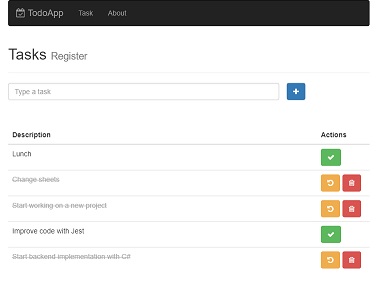 TodoApp Task About
Tasks Register
Type a task
Description Actions
Lunch
Change sheets
Start working on a new project
Improve code with Jest
Start backend implementation with C#